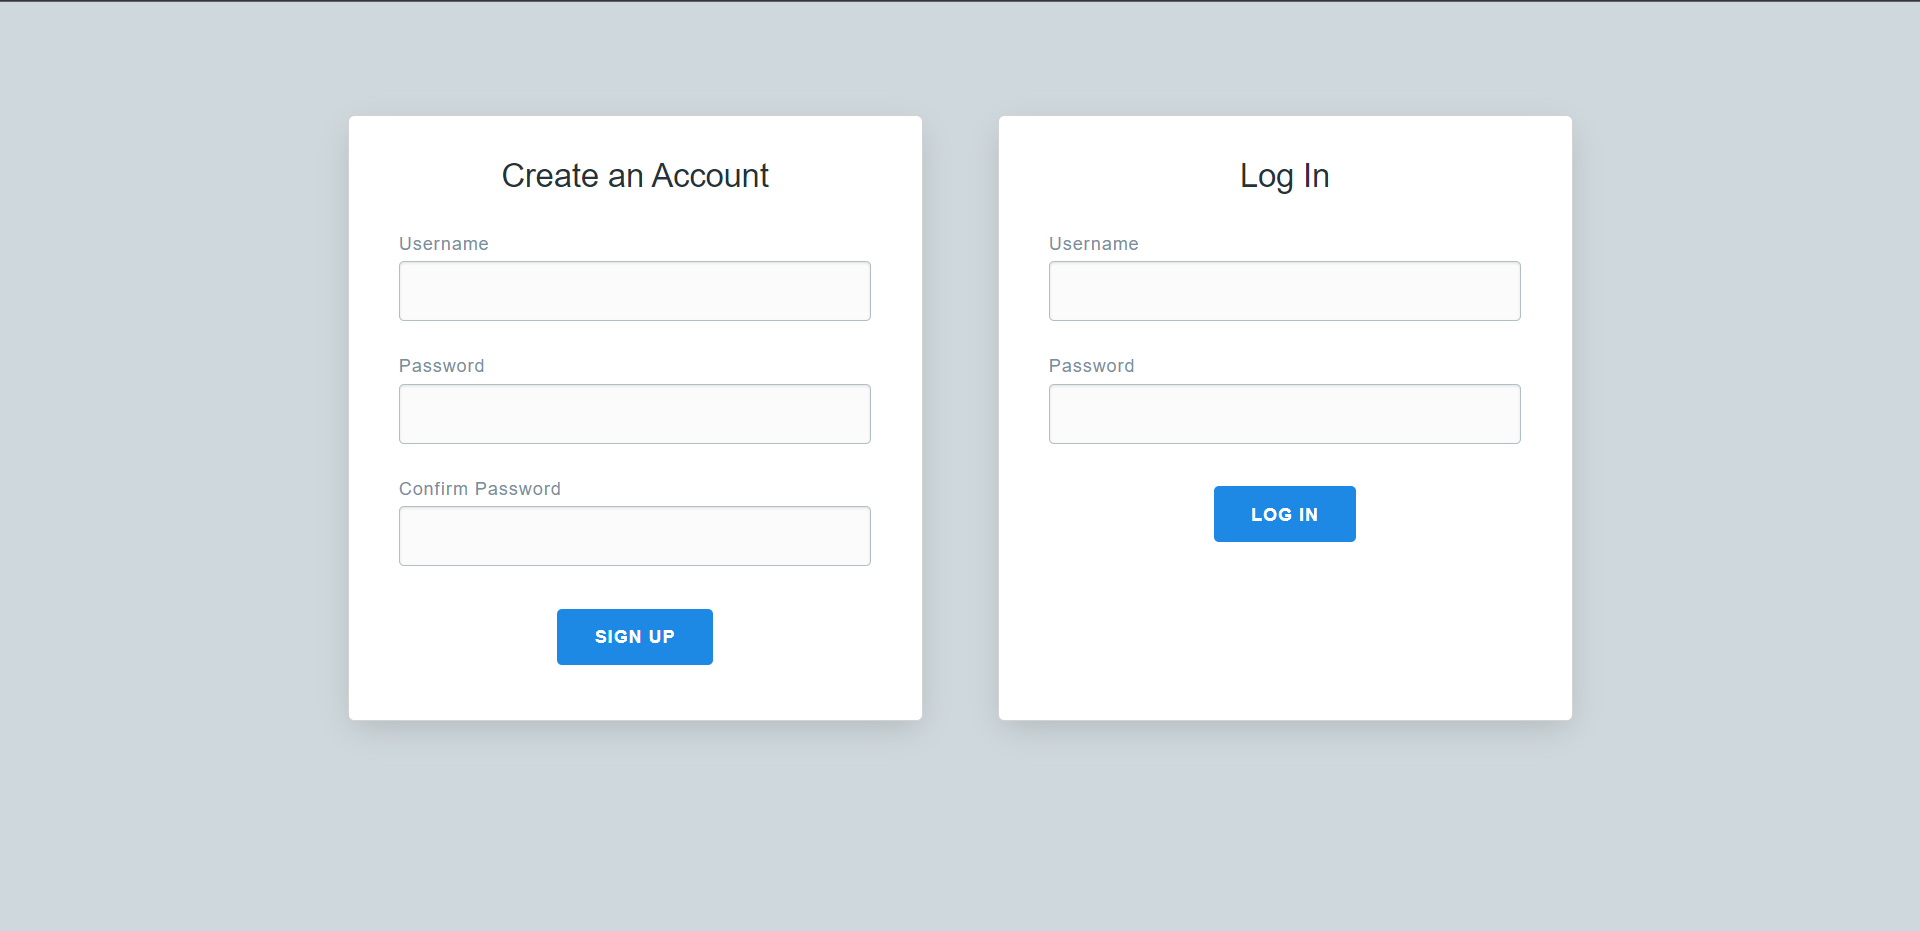 Create an Account
Username
Password
Confirm Password
SIGN UP
Log In
Username
Password
LOG IN